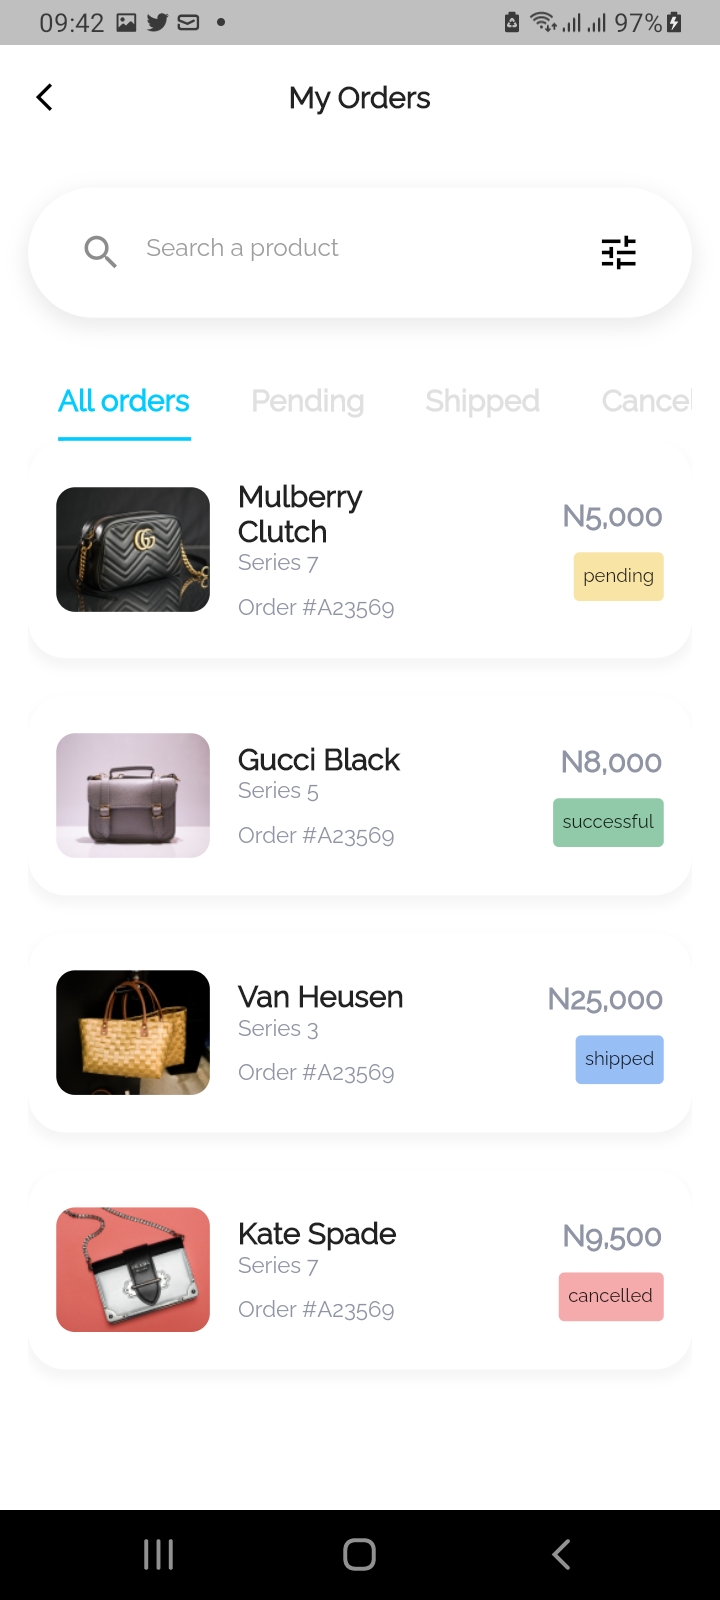 09:42
97%
My Orders
Search a product
All orders Pending Shipped Cancel
Mulberry
Clutch
Series 7
Order #A23569
N5,000
pending
Gucci Black
Series 5
Order #A23569
N8,000
successful
Van Heusen
Series 3
Order #A23569
N25,000
shipped
Kate Spade
Series 7
Order #A23569
N9,500
cancelled